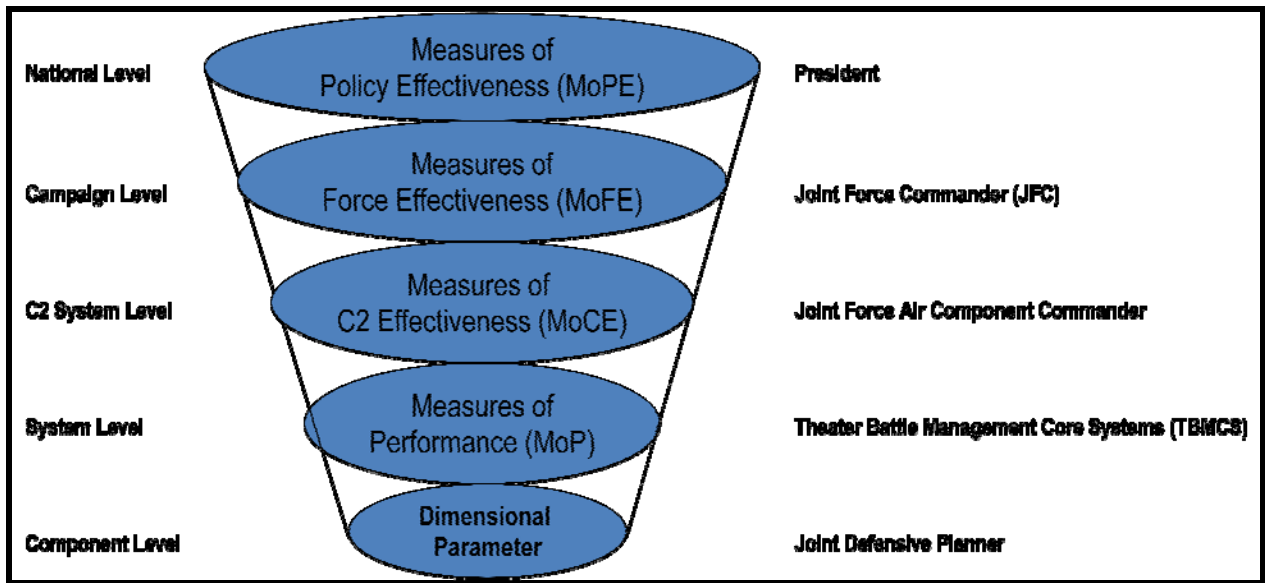 National Level
Measures of
Policy Effectiveness (MoPE)
President
Campaign Level
Measures of
Force Effectiveness (MoFE)
Joint Force Commander (JFC)
C2 System Level
Measures of
C2 Effectiveness (MoCE)
Joint Force Air Component Commander
System Level
Measures of
Performance (MoP)
Theater Battle Management Core Systems (TBMCS)
Component Level
Dimensional
Parameter
Joint Defensive Planner